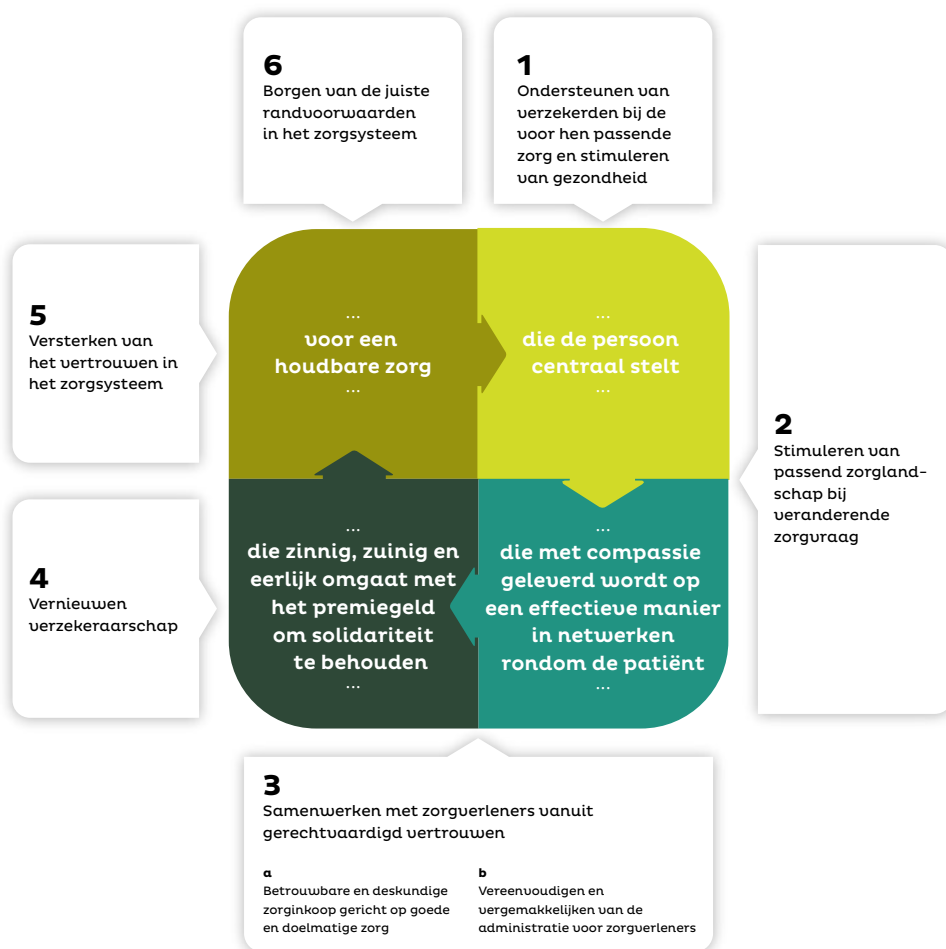 6
Borgen van de juiste
randvoorwaarden
in het zorgsysteem
1
Ondersteunen van
verzekerden bij de
voor hen passende
zorg en stimuleren
van gezondheid
5
Versterken van
het vertrouwen in
het zorgsysteem
...
voor een
houdbare zorg
...
...
die de persoon
centraal stelt
...
2
Stimuleren van
passend zorgland-
schap bij
veranderende
zorgvraag
4
Vernieuwen
verzekeraarschap
...
die zinnig, zuinig en
eerlijk omgaat met
het premiegeld
om solidariteit
te behouden
...
...
die met compassie
geleverd wordt op
een effectieve manier
in netwerken
rondom de patiënt
...
3
Samenwerken met zorgverleners vanuit
gerechtvaardigd vertrouwen
a
Betrouwbare en deskundige
zorginkoop gericht op goede
en doelmatige zorg
b
Vereenvoudigen en
vergemakkelijken van de
administratie voor zorgverleners